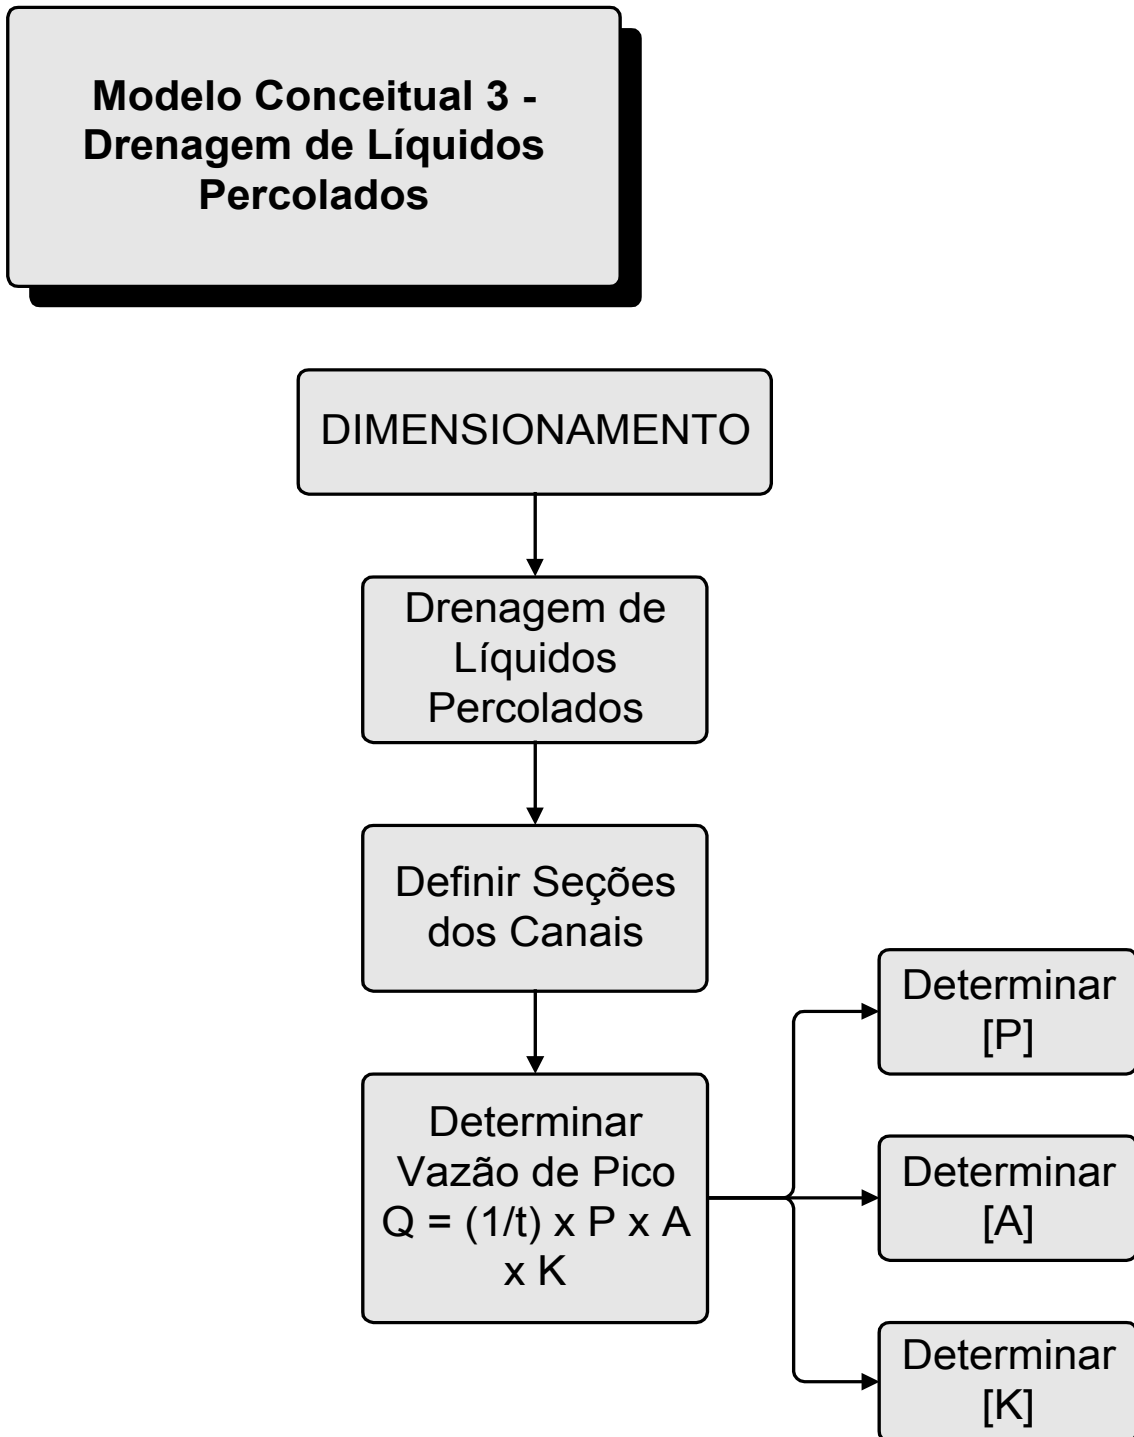 Modelo Conceitual 3 -
Drenagem de Líquidos
Percolados
DIMENSIONAMENTO
Drenagem de
Líquidos
Percolados
Definir Seções
dos Canais
Determinar
Vazão de Pico
Q = (1/t) x P x A
x K
Determinar
[P]
Determinar
[A]
Determinar
[K]